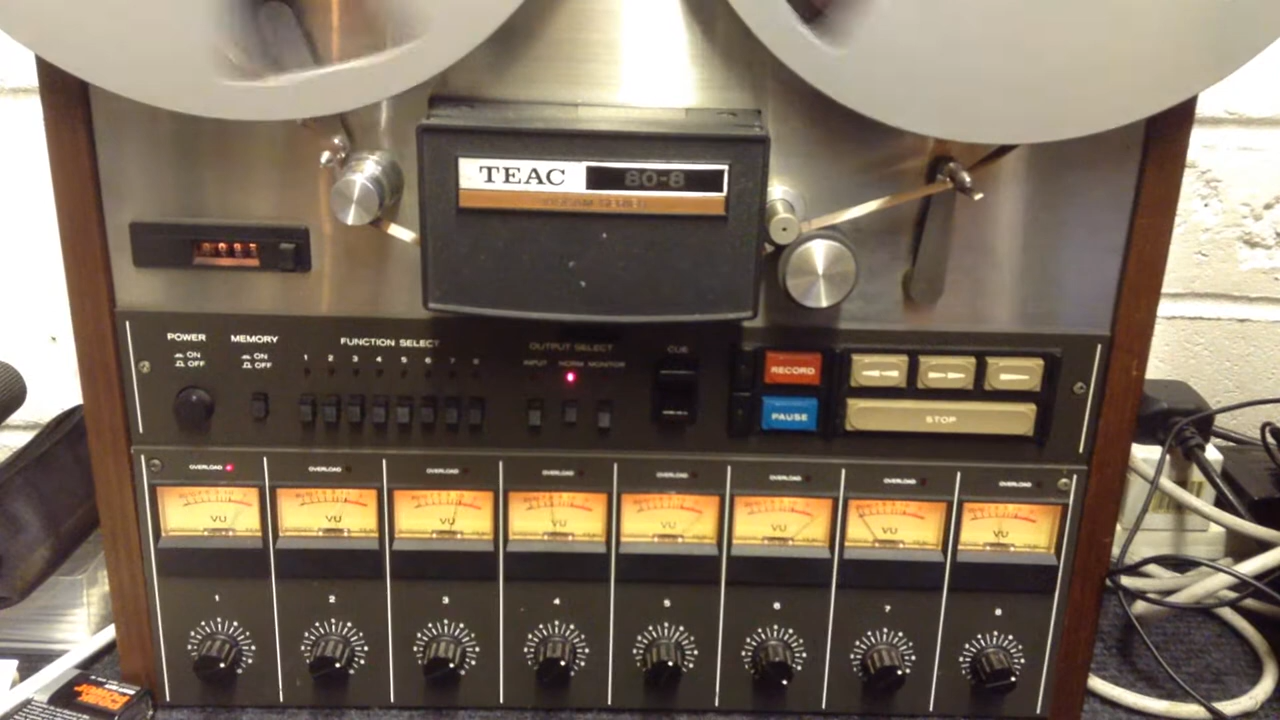 TEAC 80-8
POWER
ON
OFF
MEMORY
ON
OFF
FUNCTION SELECT
1 2 3 4 5 6 7 8
OUTPUT SELECT
INPUT NORM MONITOR
CUE
RECORD
PAUSE
STOP
OVERLOAD OVERLOAD OVERLOAD OVERLOAD OVERLOAD OVERLOAD OVERLOAD OVERLOAD
VU VU VU VU VU VU VU VU
1 2 3 4 5 6 7 8